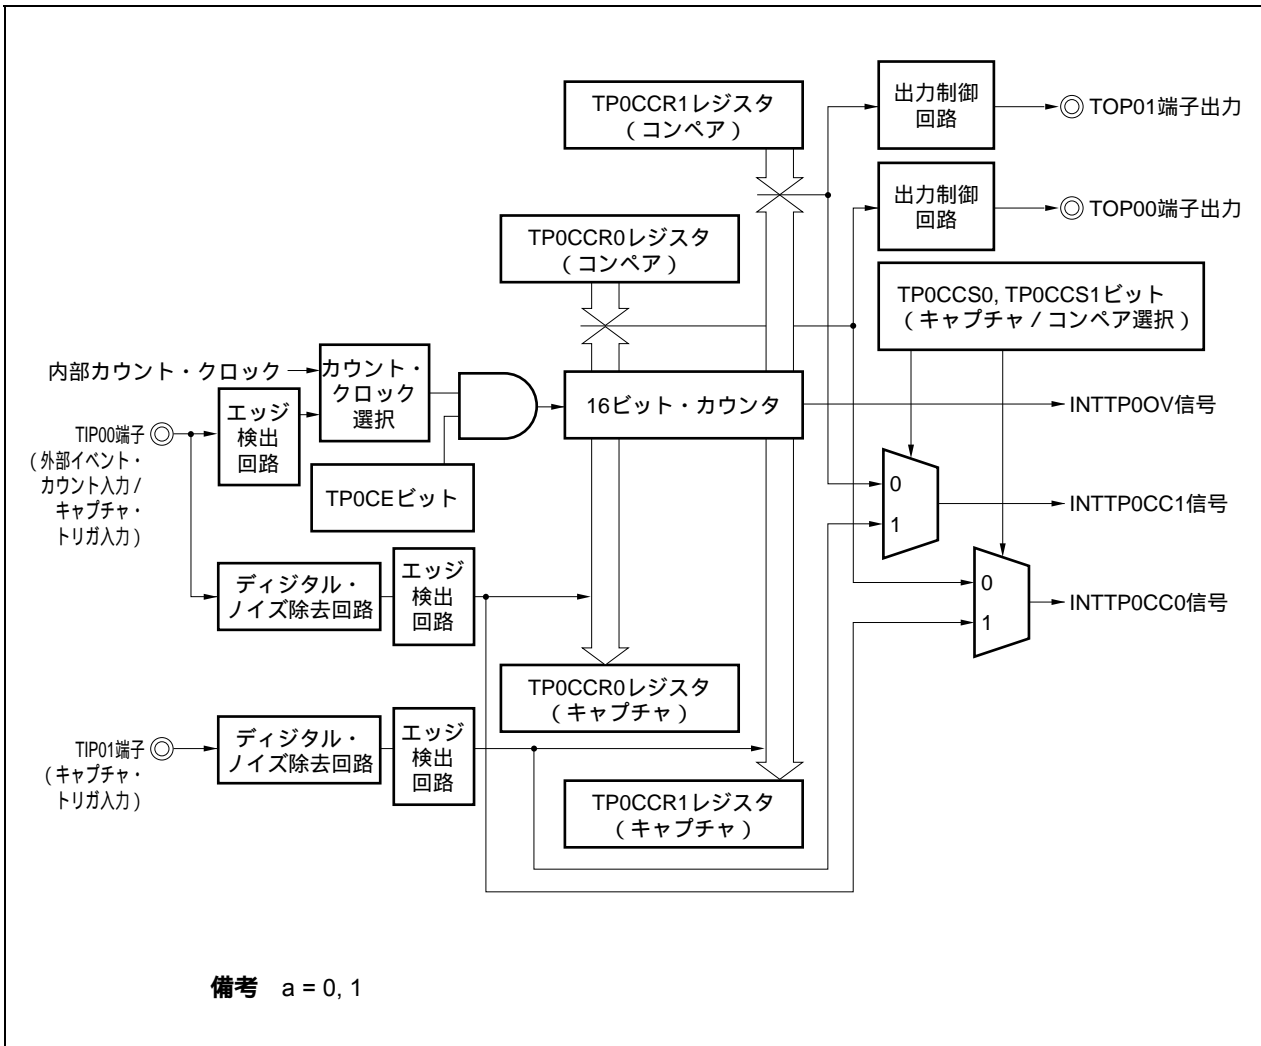 TP0CCR1レジスタ
（コンペア）
出力制御
回路
TOP01端子出力
出力制御
回路
TOP00端子出力
TP0CCR0レジスタ
（コンペア）
TP0CCS0, TP0CCS1ビット
（キャプチャ / コンペア選択）
内部カウント・クロック
カウント・
クロック
選択
エッジ
検出
回路
16ビット・カウンタ
INTTP0OV信号
TIP00端子
（外部イベント・
カウント入力 /
キャプチャ・
トリガ入力）
TP0CEビット
0
1
INTTP0CC1信号
ディジタル・
ノイズ除去回路
エッジ
検出
回路
0
1
INTTP0CC0信号
TP0CCR0レジスタ
（キャプチャ）
TIP01端子
（キャプチャ・
トリガ入力）
ディジタル・
ノイズ除去回路
エッジ
検出
回路
TP0CCR1レジスタ
（キャプチャ）
備考 a = 0, 1